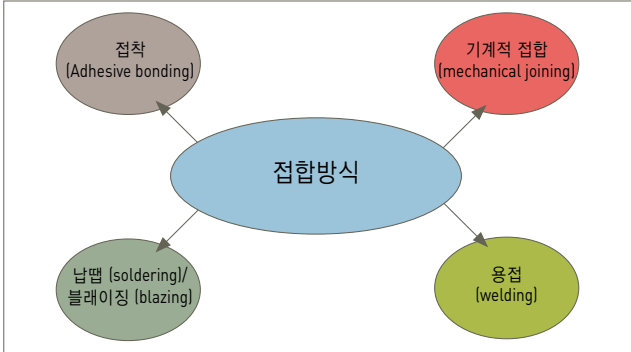 접착
(Adhesive bonding)
기계적 접합
(mechanical joining)
접합방식
납땝 (soldering)/
블래이징 (blazing)
용접
(welding)